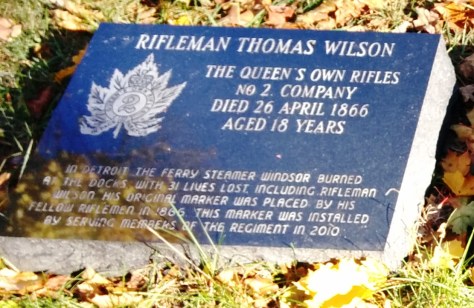 RIFLEMAN THOMAS WILSON
THE QUEEN'S OWN RIFLES
NO 2. COMPANY
DIED 26 APRIL 1866
AGED 18 YEARS
2
IN DETROIT THE FERRY STEAMER WINDSOR BURNED
AT THE DOCKS WITH 31 LIVES LOST, INCLUDING RIFLEMAN
WILSON. HIS ORIGINAL MARKER WAS PLACED BY HIS
FELLOW RIFLEMEN IN 1866. THIS MARKER WAS INSTALLED
BY SERVING MEMBERS OF THE REGIMENT IN 2010.